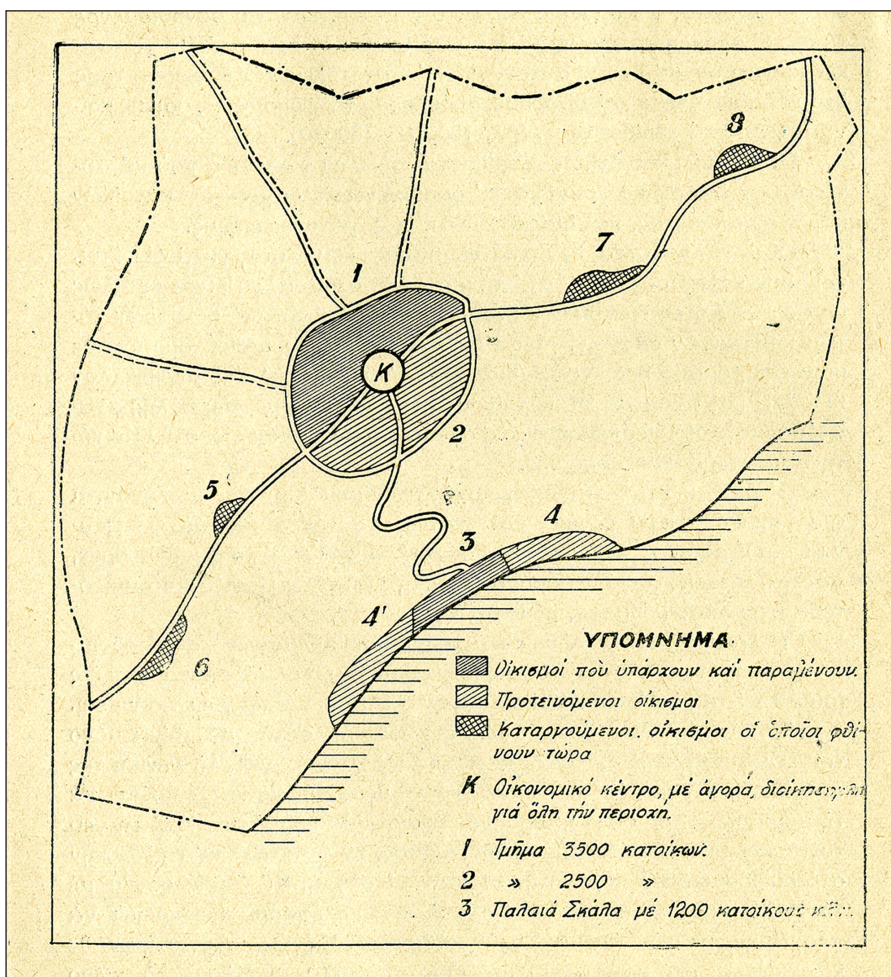 8
7
1
K
2
5
4
3
4'
6
ΥΠΟΜΝΗΜΑ
Οἰκισμοί πού ὑπάρχουν καί παραμένουν.
Προτεινόμενοι οἰκισμοι
Καταργούμενοι. οἰκισμοι οἱ ὁποῖοι φθί-
νουν τώρα
K Οἰκονομικό κέντρο, μέ ἀγορά,
γιά ὅλη τήν περιοχή.
1 Τμῆμα 3500 κατοίκων.
2 » 2500 »
3 Παλαιά Σκάλα μέ 1200 κατοίκους